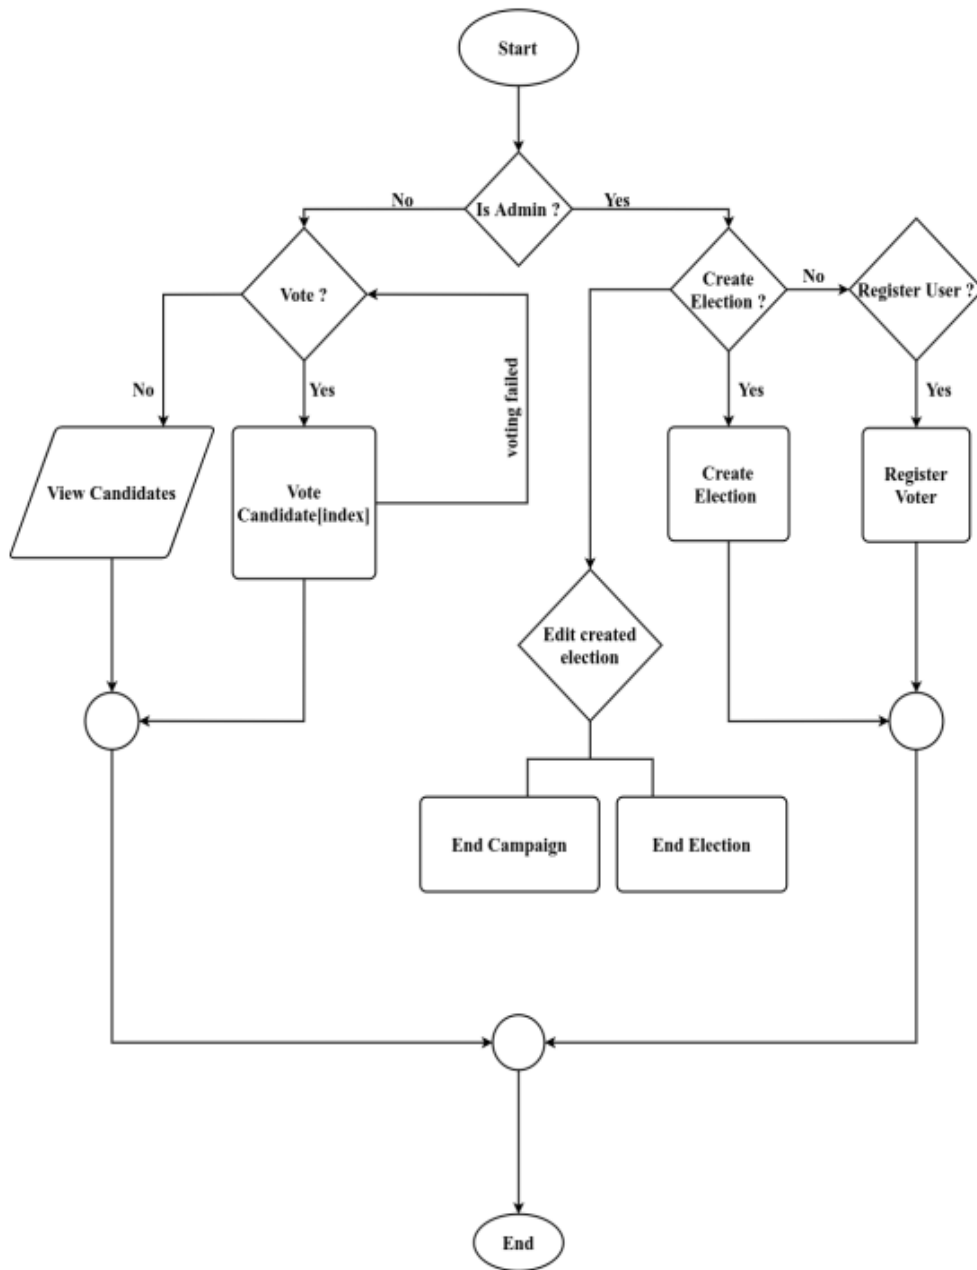 Start
Is Admin ?
No
Yes
Vote ?
Create
Election ?
No
Register User ?
No
Yes
voting failed
Yes
Yes
View Candidates
Vote
Candidate[index]
Create
Election
Register
Voter
Edit created
election
End Campaign
End Election
End